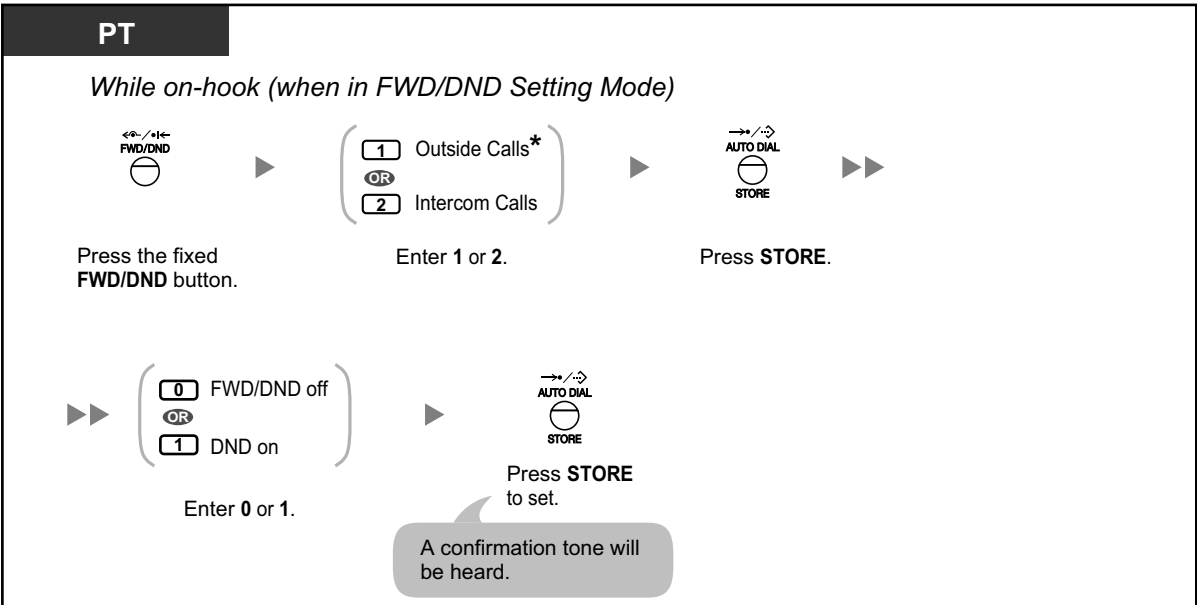 PT
While on-hook (when in FWD/DND Setting Mode)
FWD/DND
1 Outside Calls*
OR
2 Intercom Calls
AUTO DIAL
STORE
Press the fixed
FWD/DND button.
Enter 1 or 2.
Press STORE.
0 FWD/DND off
OR
1 DND on
Enter 0 or 1.
AUTO DIAL
STORE
Press STORE
to set.
A confirmation tone will
be heard.